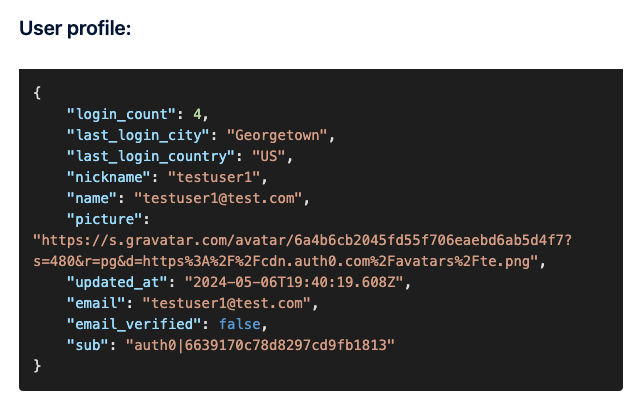 User profile:
{
    "login_count": 4,
    "last_login_city": "Georgetown",
    "last_login_country": "US",
    "nickname": "testuser1",
    "name": "testuser1@test.com",
    "picture":
"https://s.gravatar.com/avatar/6a4b6cb2045fd55f706eaebd6ab5d4f7?
s=480&r=pg&d=https%3A%2F%2Fcdn.auth0.com%2Favatars%2Fte.png",
    "updated_at": "2024-05-06T19:40:19.608Z",
    "email": "testuser1@test.com",
    "email_verified": false,
    "sub": "auth0|6639170c78d8297cd9fb1813"
}